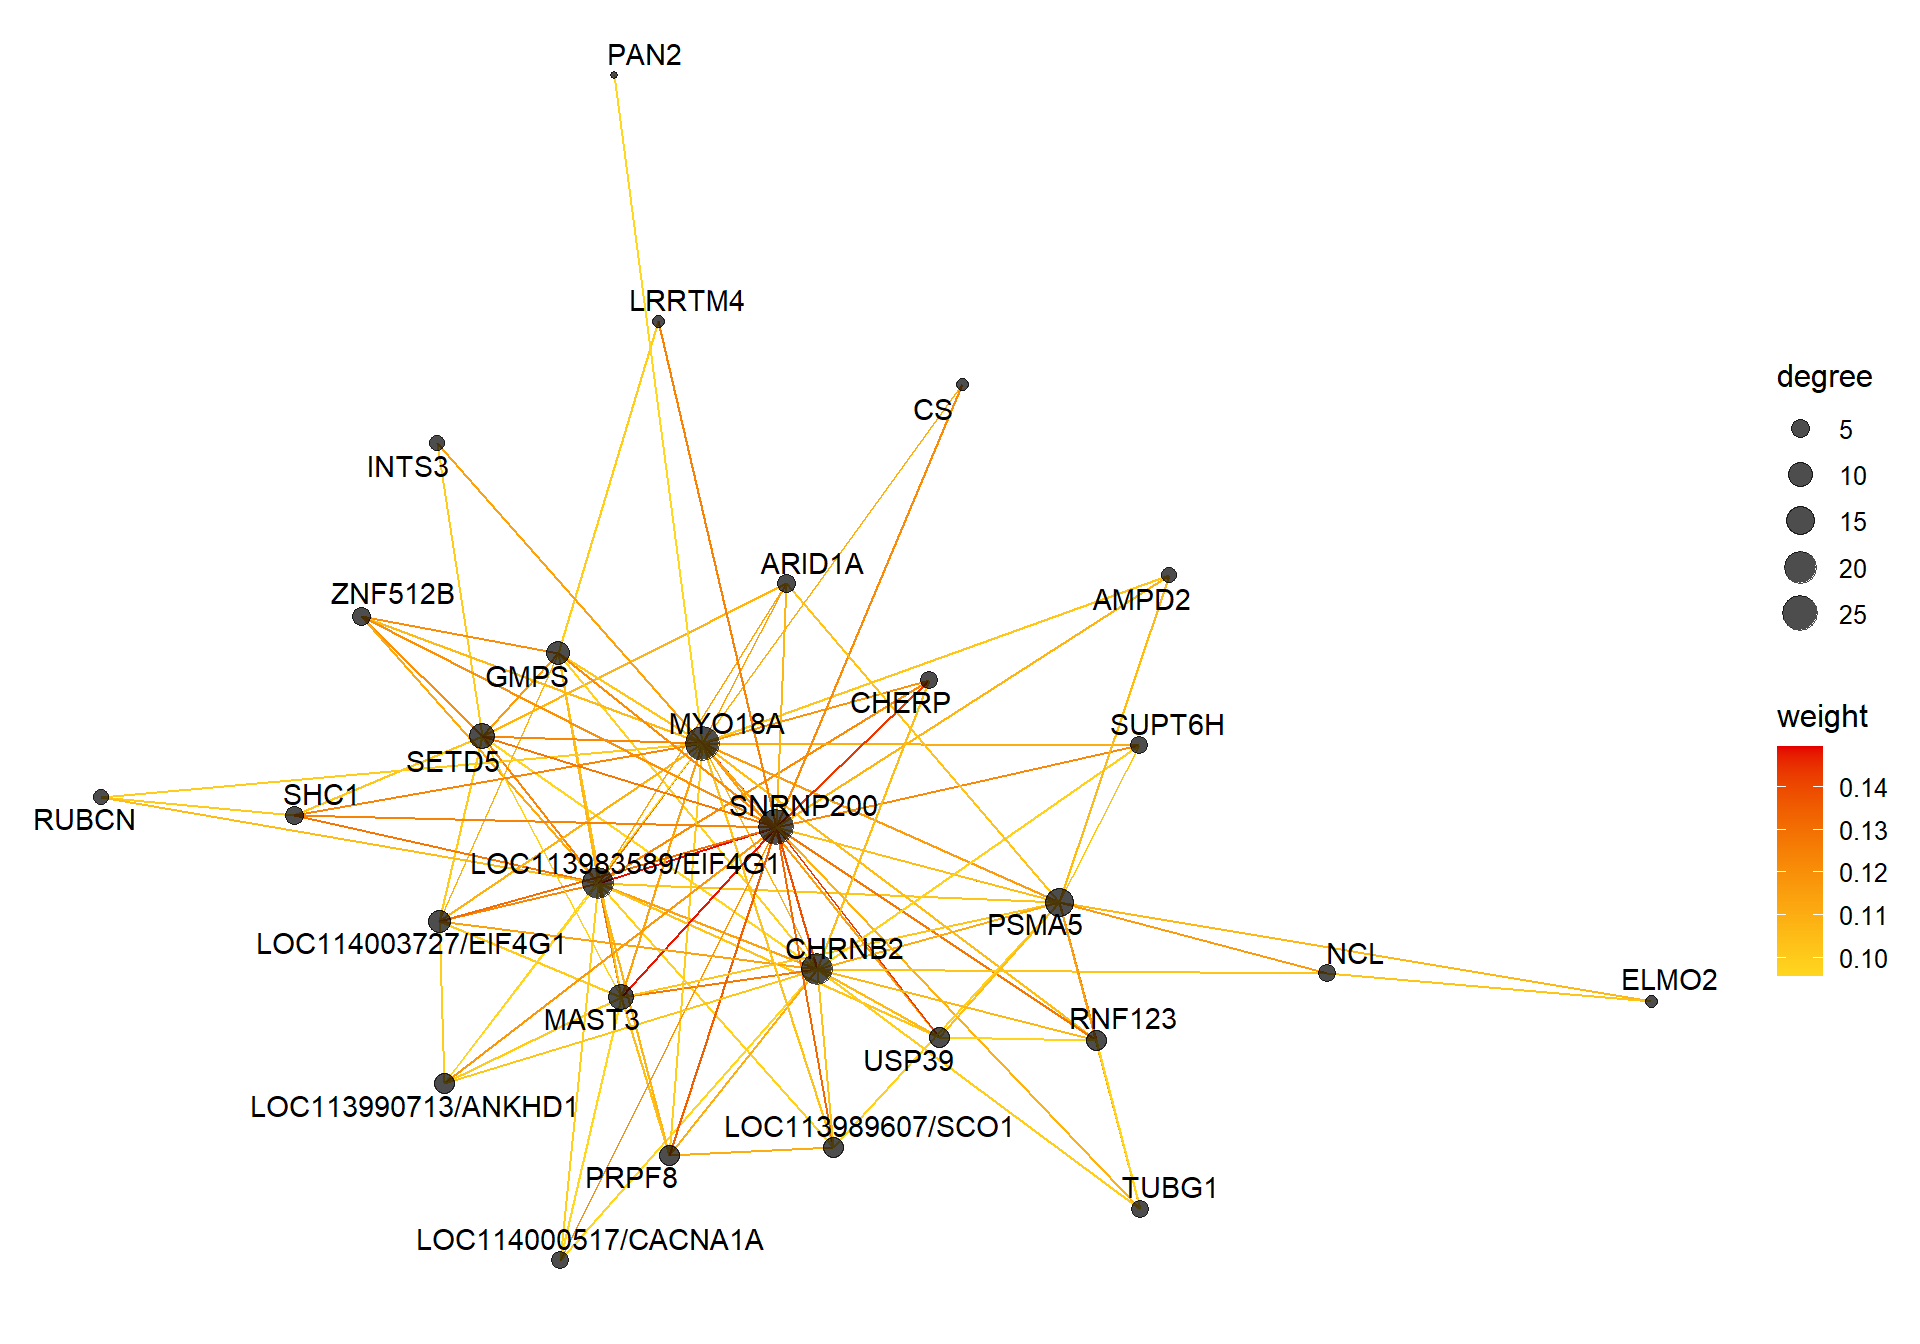 PAN2
LRRTM4
CS
INTS3
ARID1A
ZNF512B
AMPD2
GMPS
CHERP
MYO18A
SUPT6H
SETD5
SHC1
SNRNP200
RUBCN
LOC113983589/EIF4G1
PSMA5
LOC114003727/EIF4G1
CHRNB2
NCL
ELMO2
MAST3
RNF123
USP39
LOC113990713/ANKHD1
LOC113989607/SCO1
PRPF8
TUBG1
LOC114000517/CACNA1A
degree
5
10
15
20
25
weight
0.14
0.13
0.12
0.11
0.10